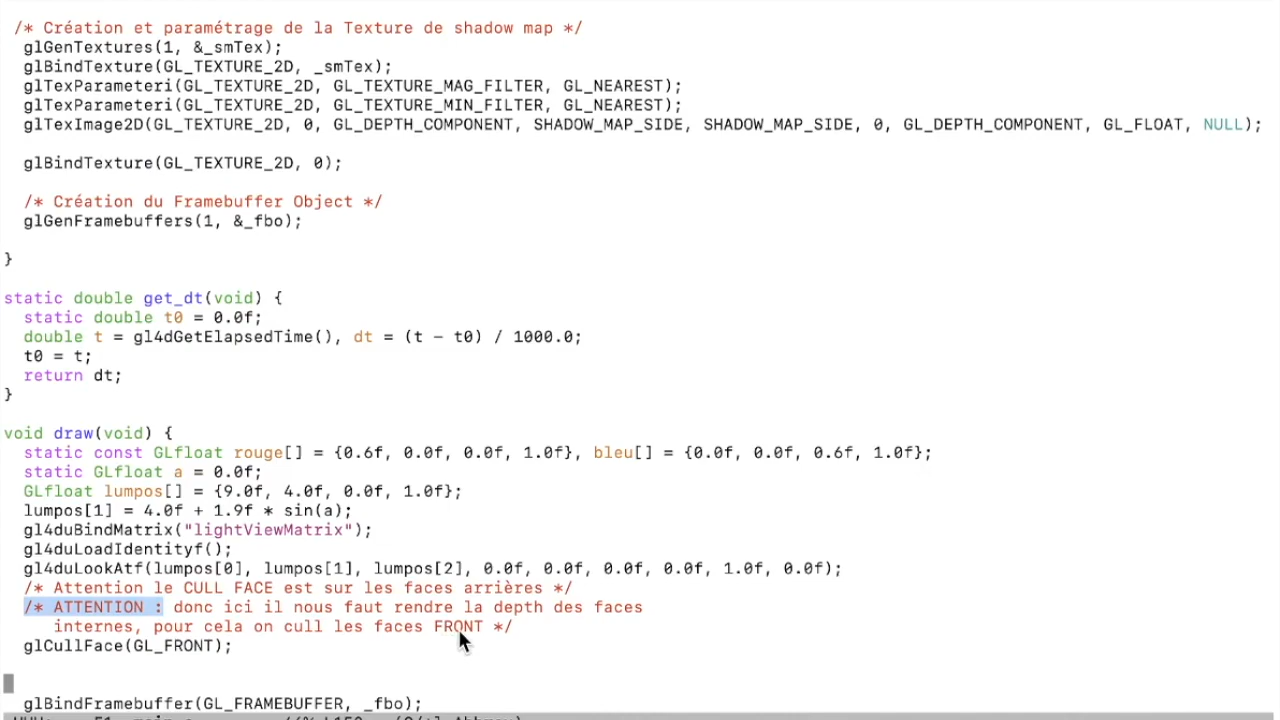 /* Création et paramétrage de la Texture de shadow map */
glGenTextures(1, &_smTex);
glBindTexture(GL_TEXTURE_2D, _smTex);
glTexParameteri(GL_TEXTURE_2D, GL_TEXTURE_MAG_FILTER, GL_NEAREST);
glTexParameteri(GL_TEXTURE_2D, GL_TEXTURE_MIN_FILTER, GL_NEAREST);
glTexImage2D(GL_TEXTURE_2D, 0, GL_DEPTH_COMPONENT, SHADOW_MAP_SIDE, SHADOW_MAP_SIDE, 0, GL_DEPTH_COMPONENT, GL_FLOAT, NULL);
glBindTexture(GL_TEXTURE_2D, 0);
/* Création du Framebuffer Object */
glGenFramebuffers(1, &_fbo);
}
static double get_dt(void) {
static double t0 = 0.0f;
double t = gl4dGetElapsedTime(), dt = (t - t0) / 1000.0;
t0 = t;
return dt;
}
void draw(void) {
static const GLfloat rouge[] = {0.6f, 0.0f, 0.0f, 1.0f}, bleu[] = {0.0f, 0.0f, 0.6f, 1.0f};
static GLfloat a = 0.0f;
GLfloat lumpos[] = {9.0f, 4.0f, 0.0f, 1.0f};
lumpos[1] = 4.0f + 1.9f * sin(a);
gl4duBindMatrix("lightViewMatrix");
gl4duLoadIdentityf();
gl4duLookAtf(lumpos[0], lumpos[1], lumpos[2], 0.0f, 0.0f, 0.0f, 0.0f, 1.0f, 0.0f);
/* Attention le CULL FACE est sur les faces arrières */
/* ATTENTION : donc ici il nous faut rendre la depth des faces
internes, pour cela on cull les faces FRONT */
glCullFace(GL_FRONT);
glBindFramebuffer(GL_FRAMEBUFFER, _fbo);